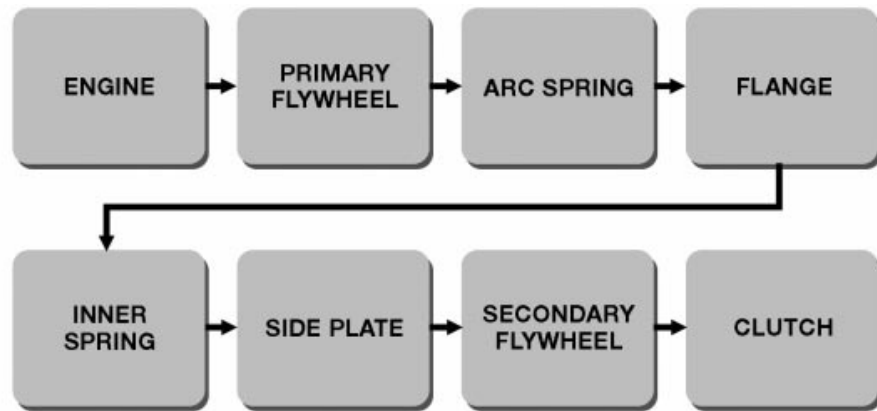 ENGINE
PRIMARY
FLYWHEEL
ARC SPRING
FLANGE
INNER
SPRING
SIDE PLATE
SECONDARY
FLYWHEEL
CLUTCH